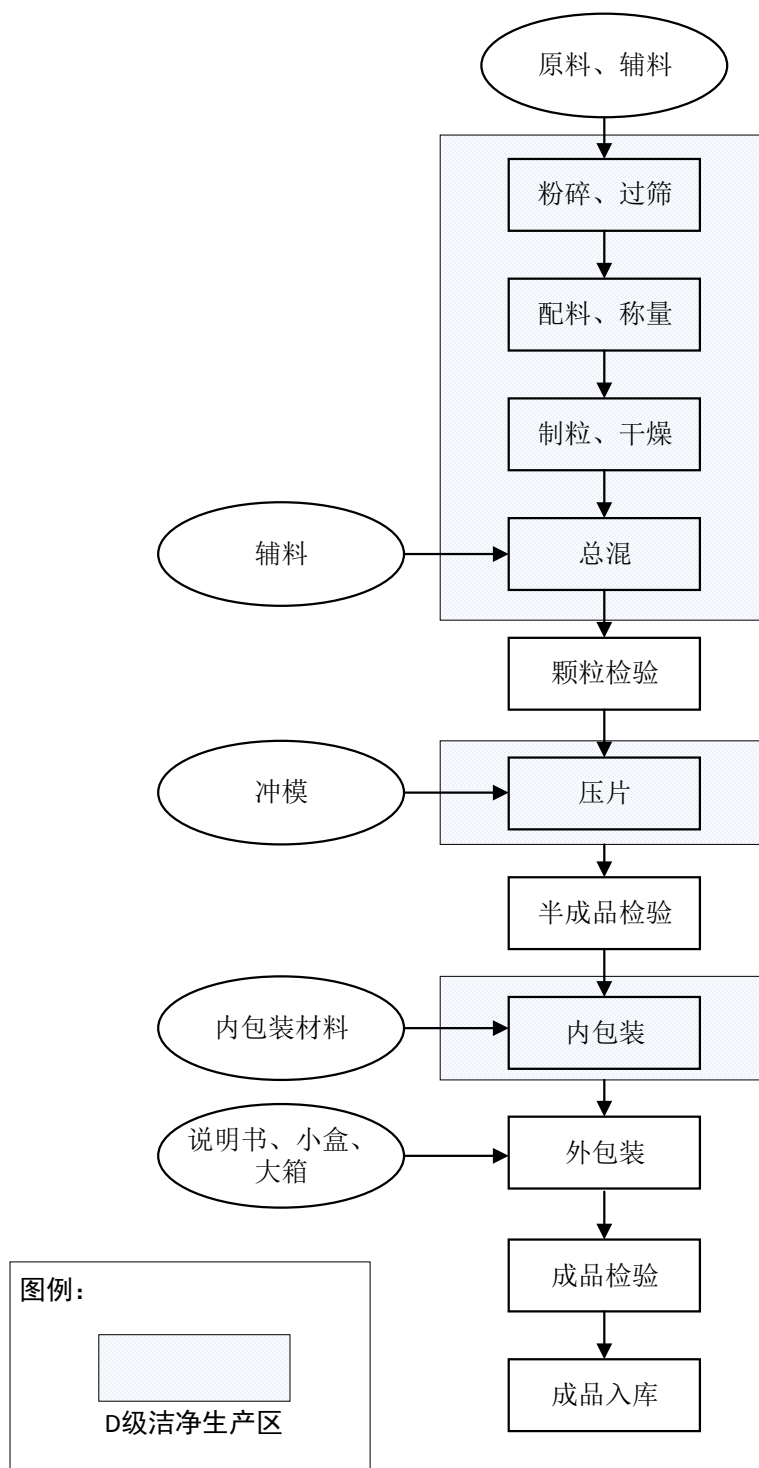 原料、辅料
粉碎、过筛
配料、称量
制粒、干燥
辅料
总混
颗粒检验
冲模
压片
半成品检验
内包装材料
内包装
说明书、小盒、
大箱
外包装
成品检验
成品入库
图例：
D级洁净生产区